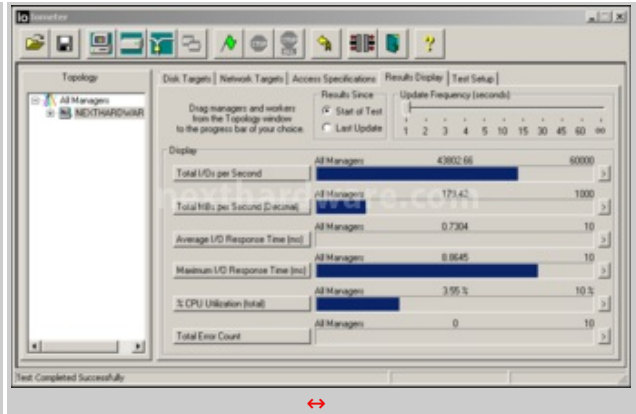 Iometer
Topology
All Managers
NEXTHARDWAR
Disk Targets
Network Targets
Access Specifications
Results Display
Test Setup
Drag managers and workers
from the Topology window
to the progress bar of your choice.
Results Since
Start of Test
Last Update
Update Frequency (seconds)
1 2 3 4 5 10 15 30 45 60 ∞
Display
All Managers 43802.66 60000
Total I/Os per Second
All Managers 171.42 1000
Total MBs per Second (Decimal)
All Managers 0.7304 10
Average I/O Response Time (ms)
All Managers 10
Maximum I/O Response Time (ms)
All Managers 3.55 % 10 %
% CPU Utilization (total)
All Managers 0 10
Total Error Count
Test Completed Successfully
nexthardware.com